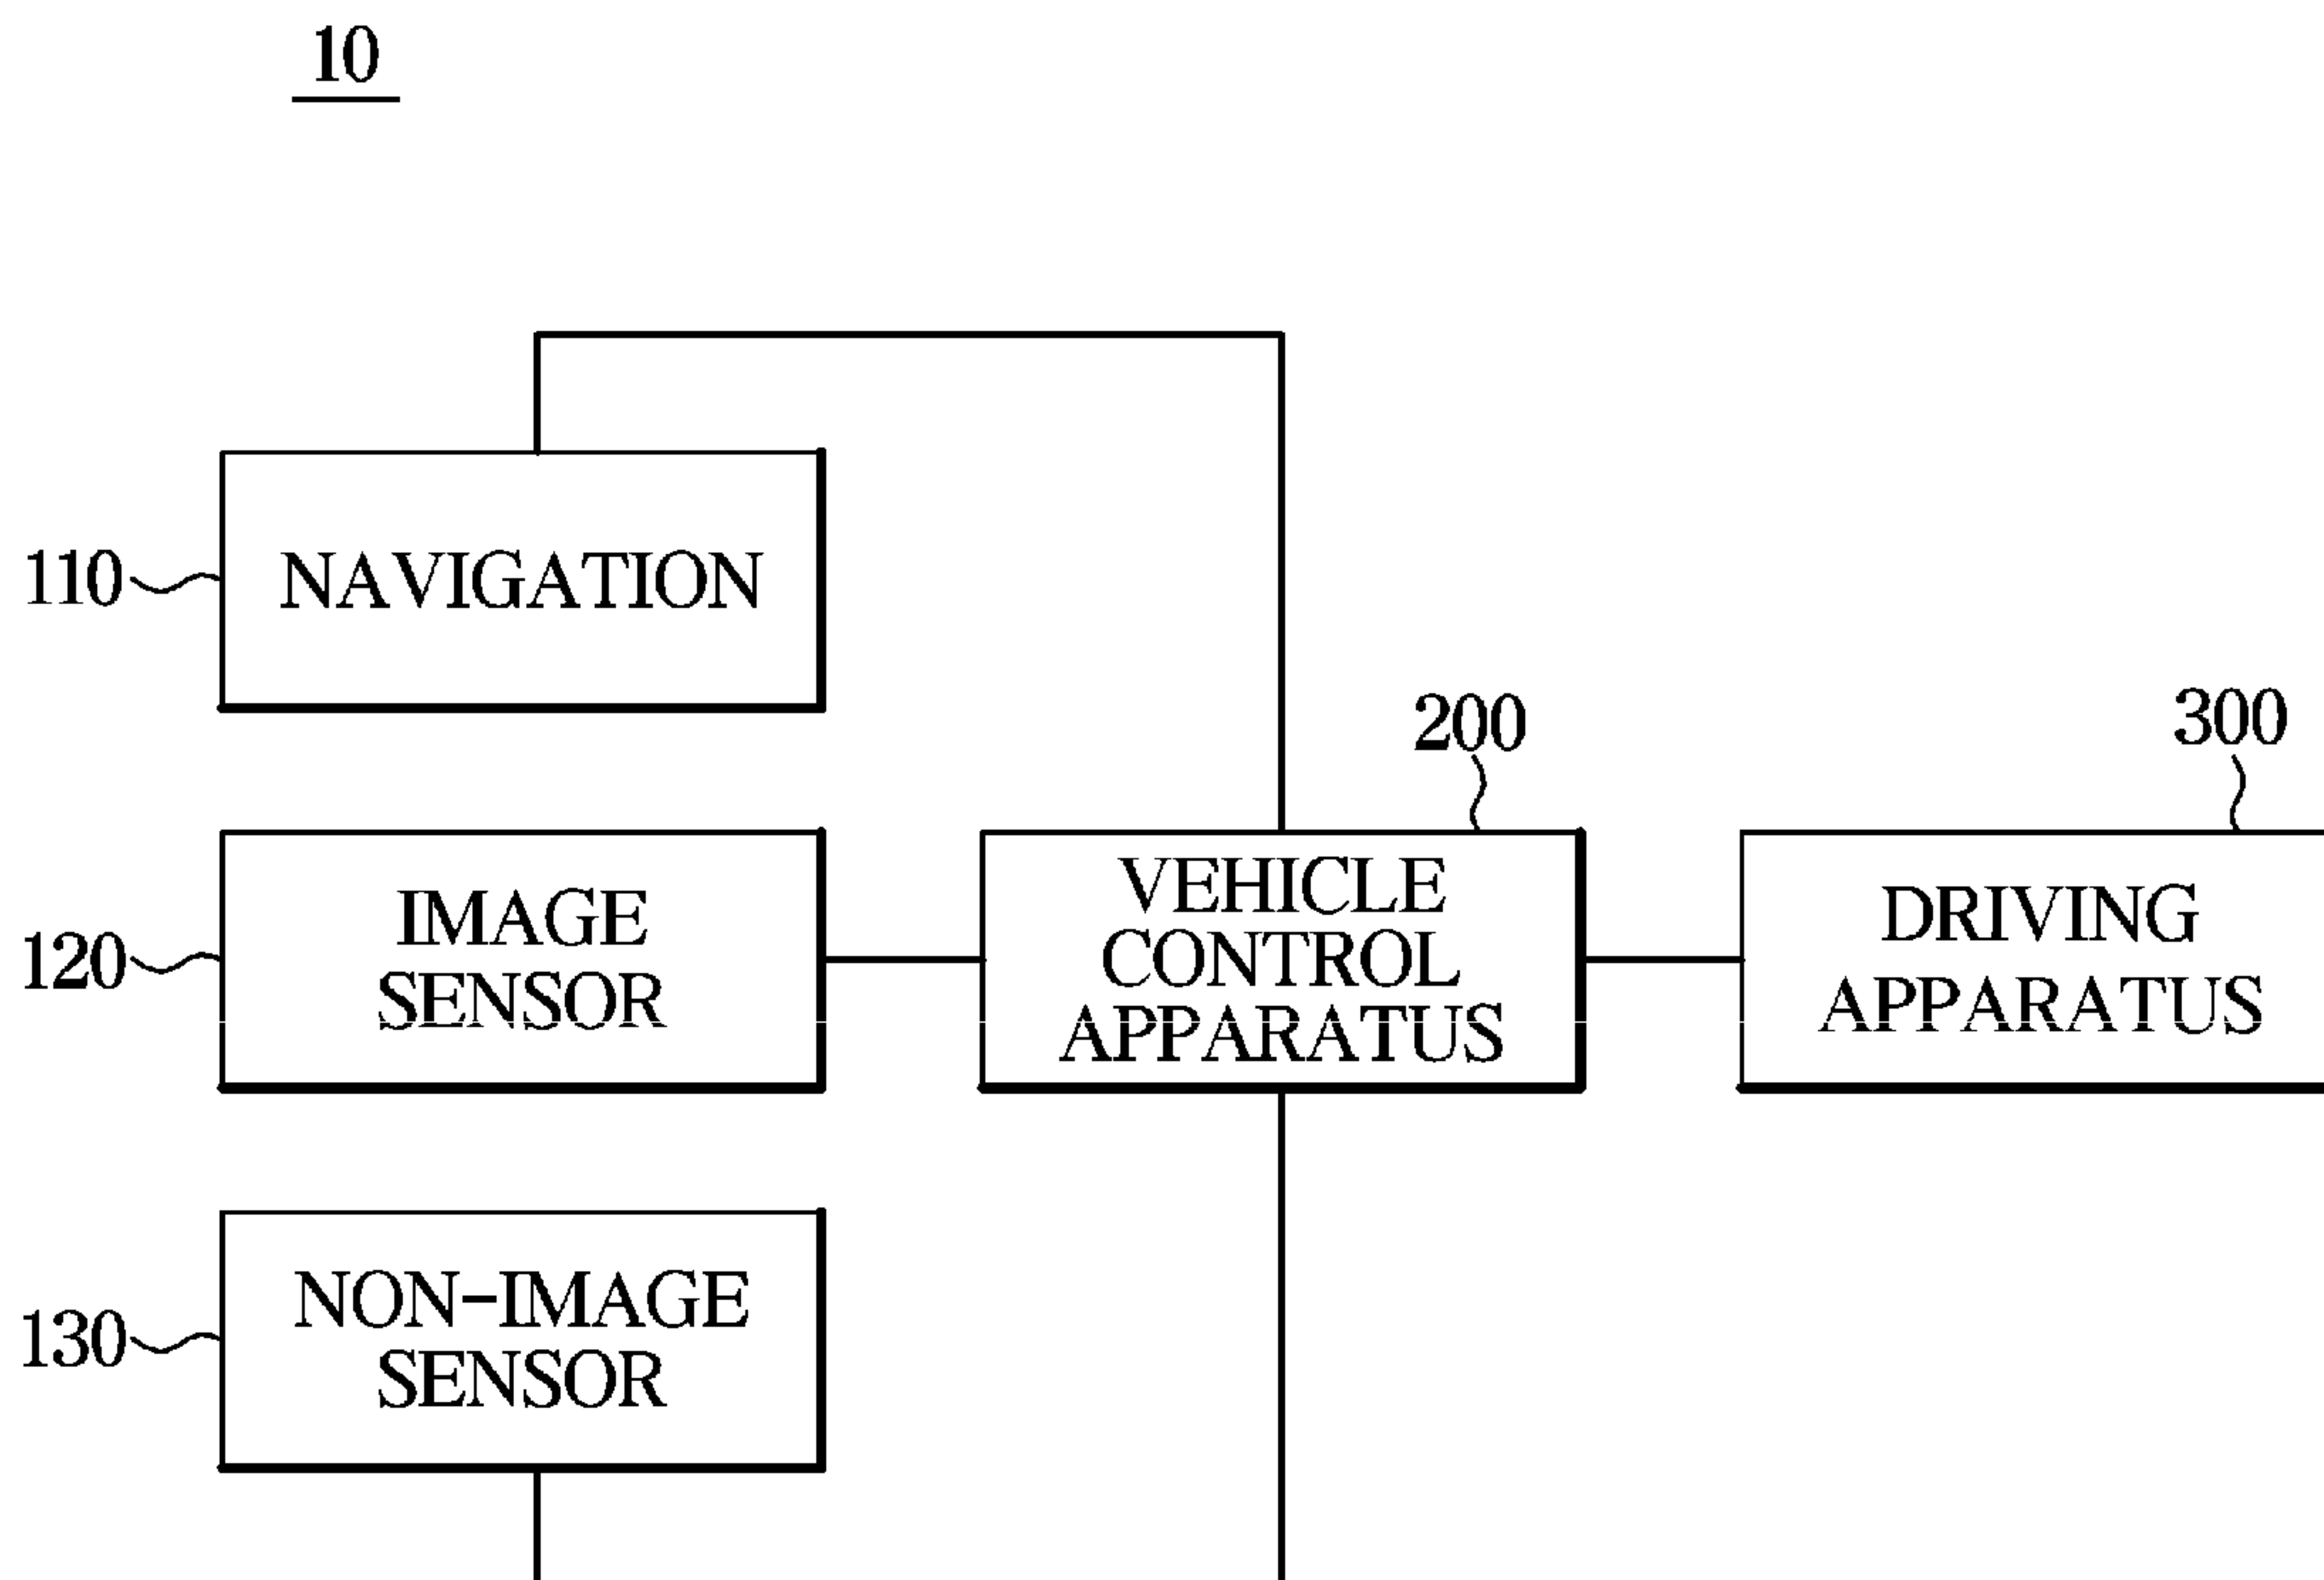 10
110
NAVIGATION
200
300
120
IMAGE
SENSOR
VEHICLE
CONTROL
APPARATUS
DRIVING
APPARATUS
130
NON-IMAGE
SENSOR